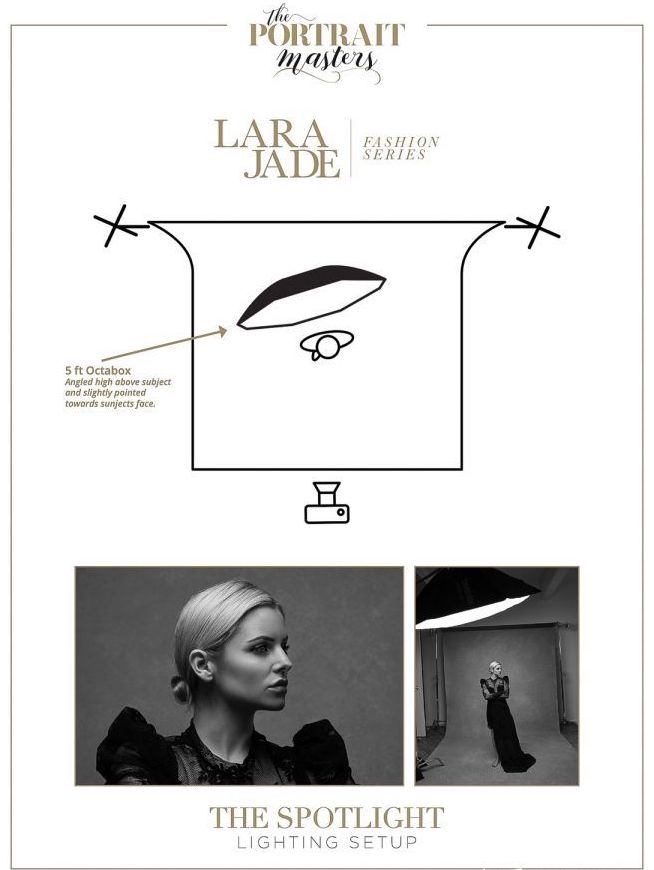 the
PORTRAIT
masters
LARA
JADE
FASHION
SERIES
5 ft Octabox
Angled high above subject
and slightly pointed
towards sunjects face.
THE SPOTLIGHT
LIGHTING SETUP